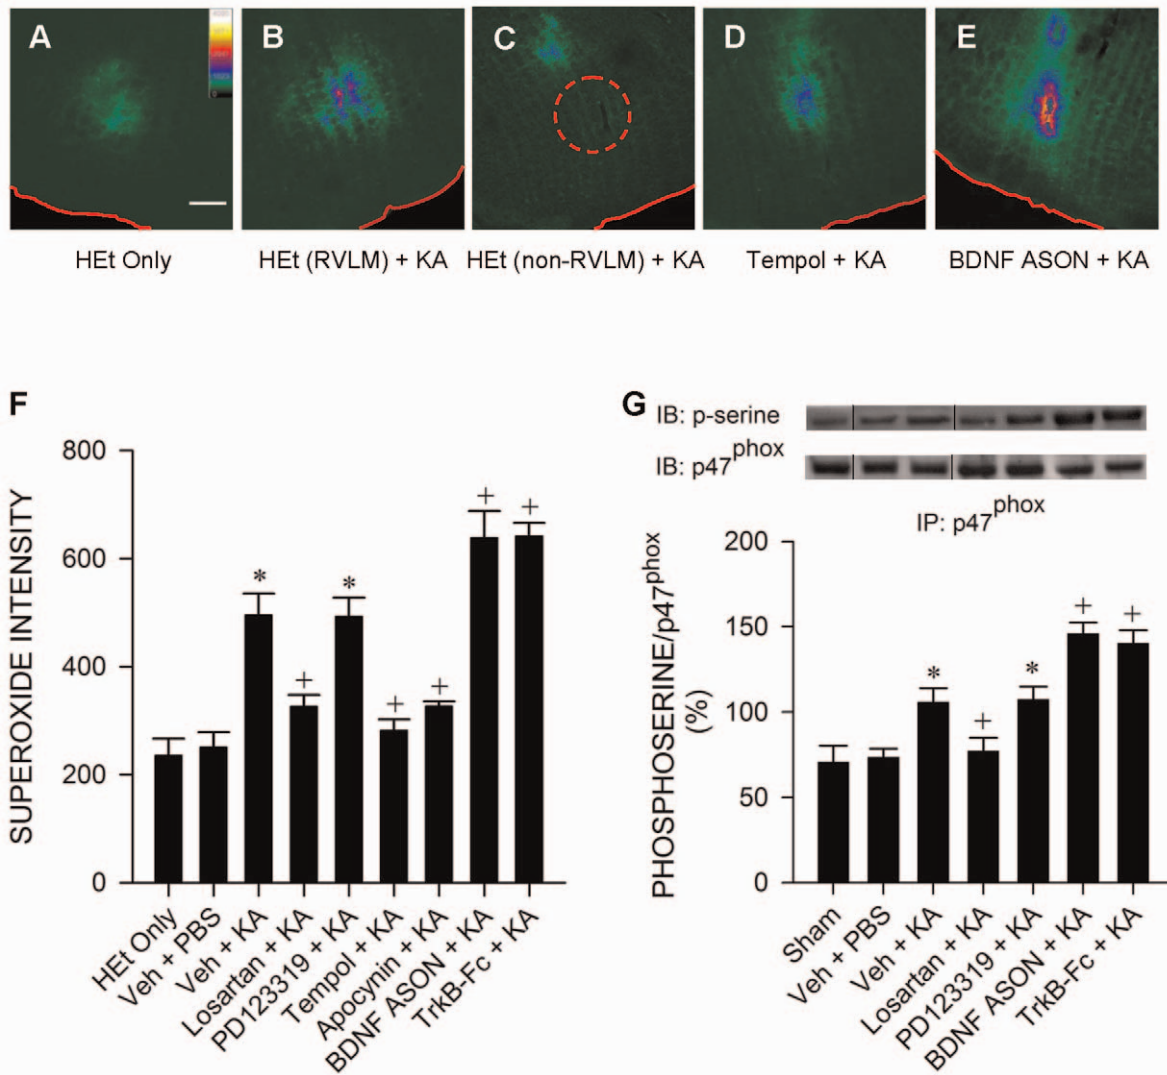 A
B
C
D
E
0
HEt Only
HEt (RVLM) + KA
HEt (non-RVLM) + KA
Tempol + KA
BDNF ASON + KA
F
SUPEROXIDE INTENSITY
800
600
400
200
0
*
+
*
+
+
+
+
HEt Only
Veh + PBS
Veh + KA
Losartan + KA
PD123319 + KA
Tempol + KA
Apocynin + KA
BDNF ASON + KA
TrkB-Fc + KA
G
IB: p-serine
IB: p47phox
IP: p47phox
PHOSPHOSERINE/p47phox
(%)
200
150
100
50
0
*
+
*
+
+
Sham
Veh + PBS
Veh + KA
Losartan + KA
PD123319 + KA
BDNF ASON + KA
TrkB-Fc + KA